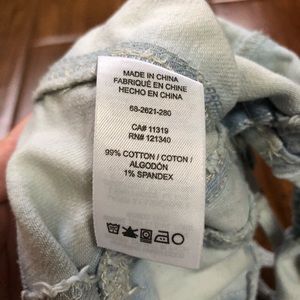 MADE IN CHINA
FABRIQUÉ EN CHINE
HECHO EN CHINA
68-2621-280
CA# 11319
RN# 121340
99% COTTON / COTON /
ALGODÓN
1% SPANDEX